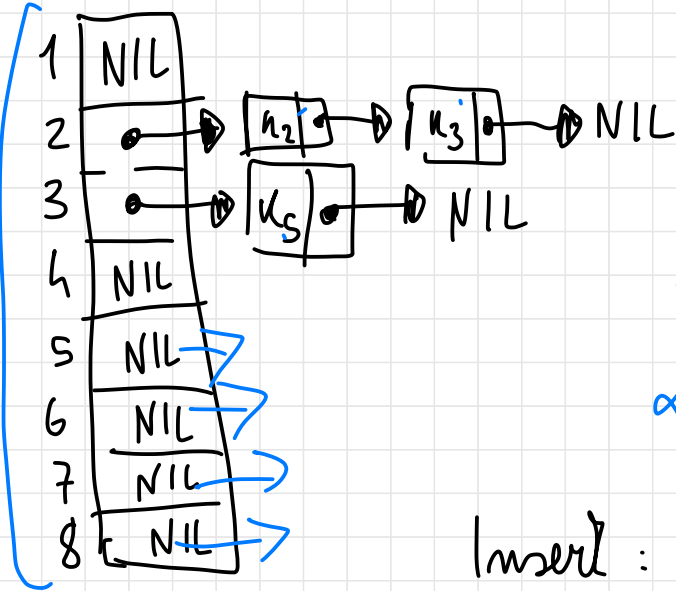 1 NIL
2 k2 k3 NIL
3 k5 NIL
4 NIL
5 NIL
6 NIL
α
7 NIL
8 NIL
Insert :